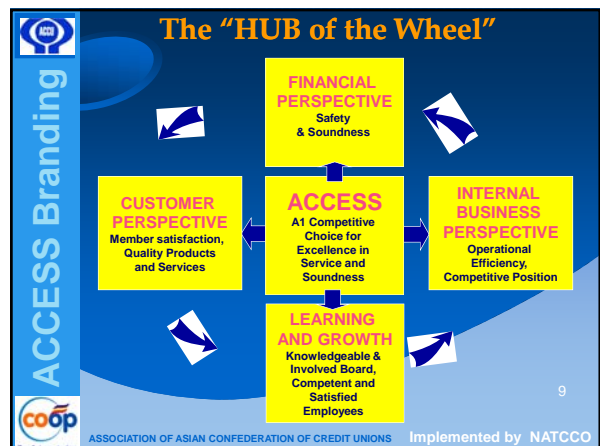 The “HUB of the Wheel”
ACCU
ACCESS Branding
FINANCIAL
PERSPECTIVE
Safety
& Soundness
CUSTOMER
PERSPECTIVE
Member satisfaction,
Quality Products
and Services
ACCESS
A1 Competitive
Choice for
Excellence in
Service and
Soundness
INTERNAL
BUSINESS
PERSPECTIVE
Operational
Efficiency,
Competitive Position
LEARNING
AND GROWTH
Knowledgeable &
Involved Board,
Competent and
Satisfied
Employees
9
coop
ASSOCIATION OF ASIAN CONFEDERATION OF CREDIT UNIONS
Implemented by NATCCO